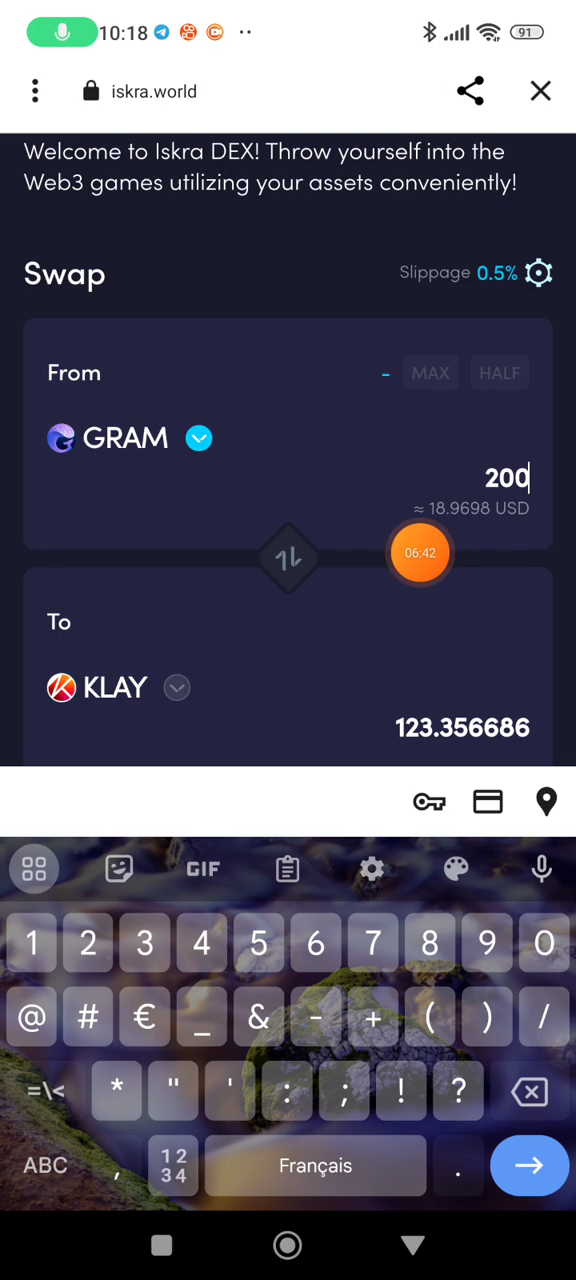 10:18
91
iskra.world
Welcome to Iskra DEX! Throw yourself into the
Web3 games utilizing your assets conveniently!
Swap
Slippage 0.5%
From
- MAX HALF
GRAM
200
≈ 18.9698 USD
06:42
To
KLAY
123.356686
GIF
1 2 3 4 5 6 7 8 9 0
@ # € _ & - + ( ) /
=\< * " ' : ; ! ?
ABC , 12 34 Français .